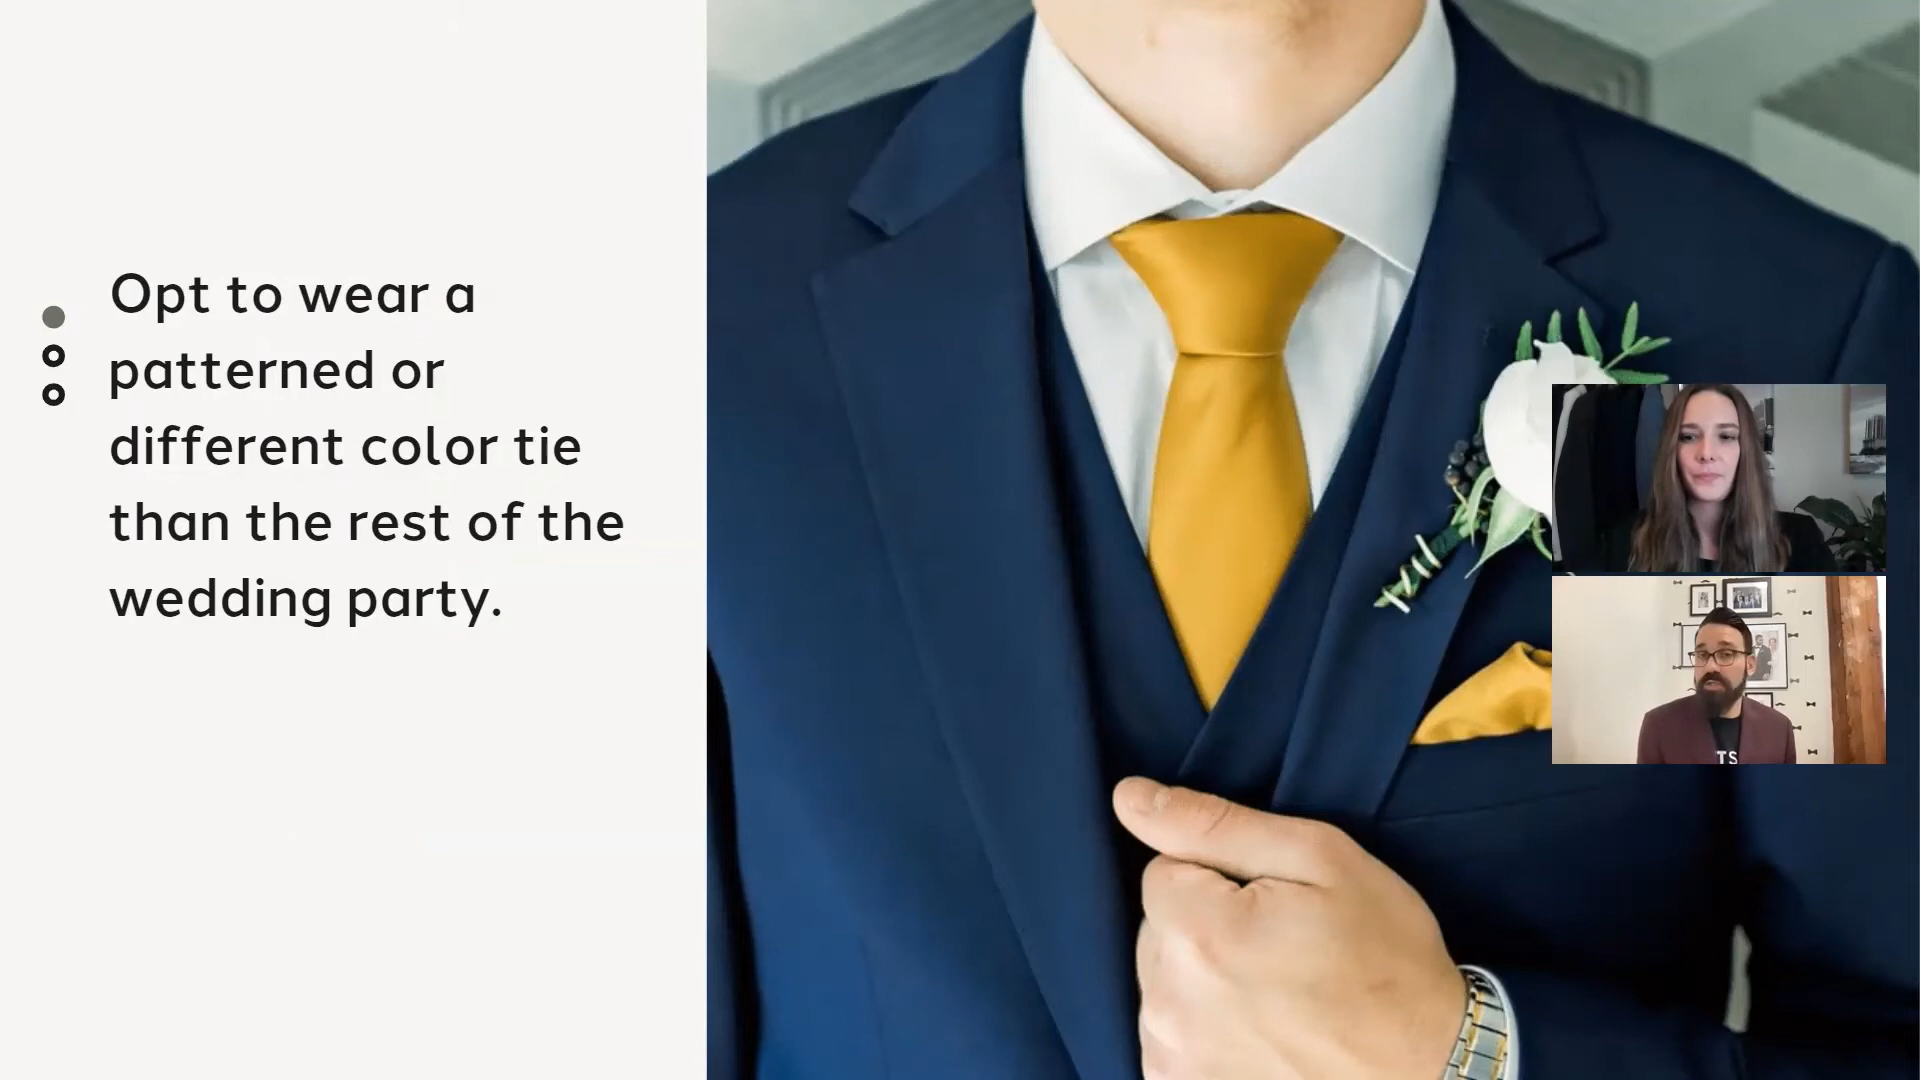 Opt to wear a
patterned or
different color tie
than the rest of the
wedding party.
TS